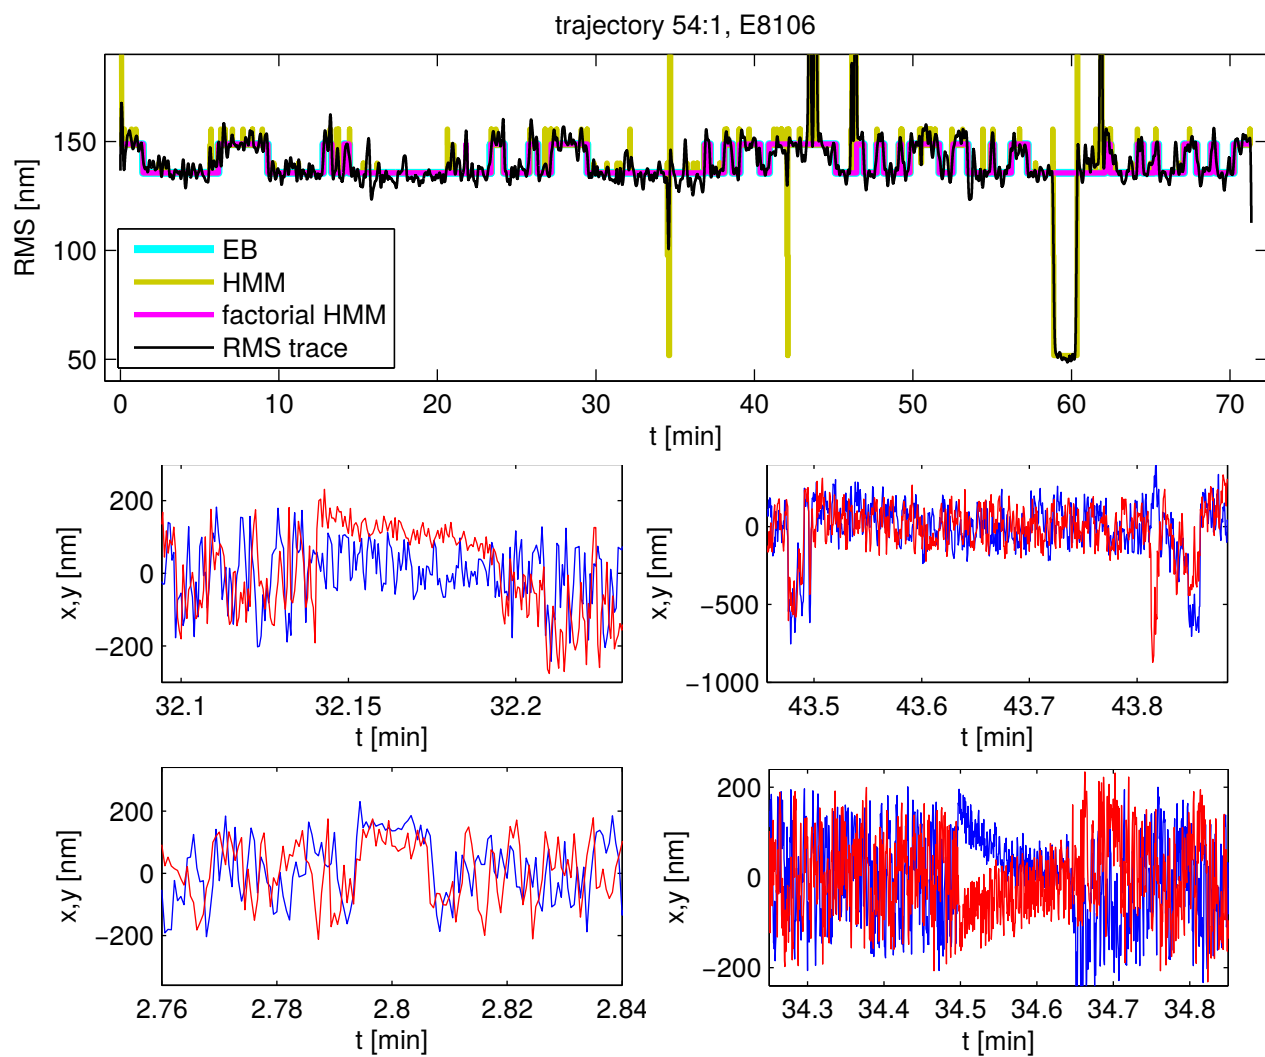 trajectory 54:1, E8106
RMS [nm]
150
100
50
EB
HMM
factorial HMM
RMS trace
0 10 20 30 40 50 60 70
t [min]
x,y [nm]
200
0
−200
32.1 32.15 32.2
t [min]
x,y [nm]
0
−500
−1000
43.5 43.6 43.7 43.8
t [min]
x,y [nm]
200
0
−200
2.76 2.78 2.8 2.82 2.84
t [min]
x,y [nm]
200
0
−200
34.3 34.4 34.5 34.6 34.7 34.8
t [min]